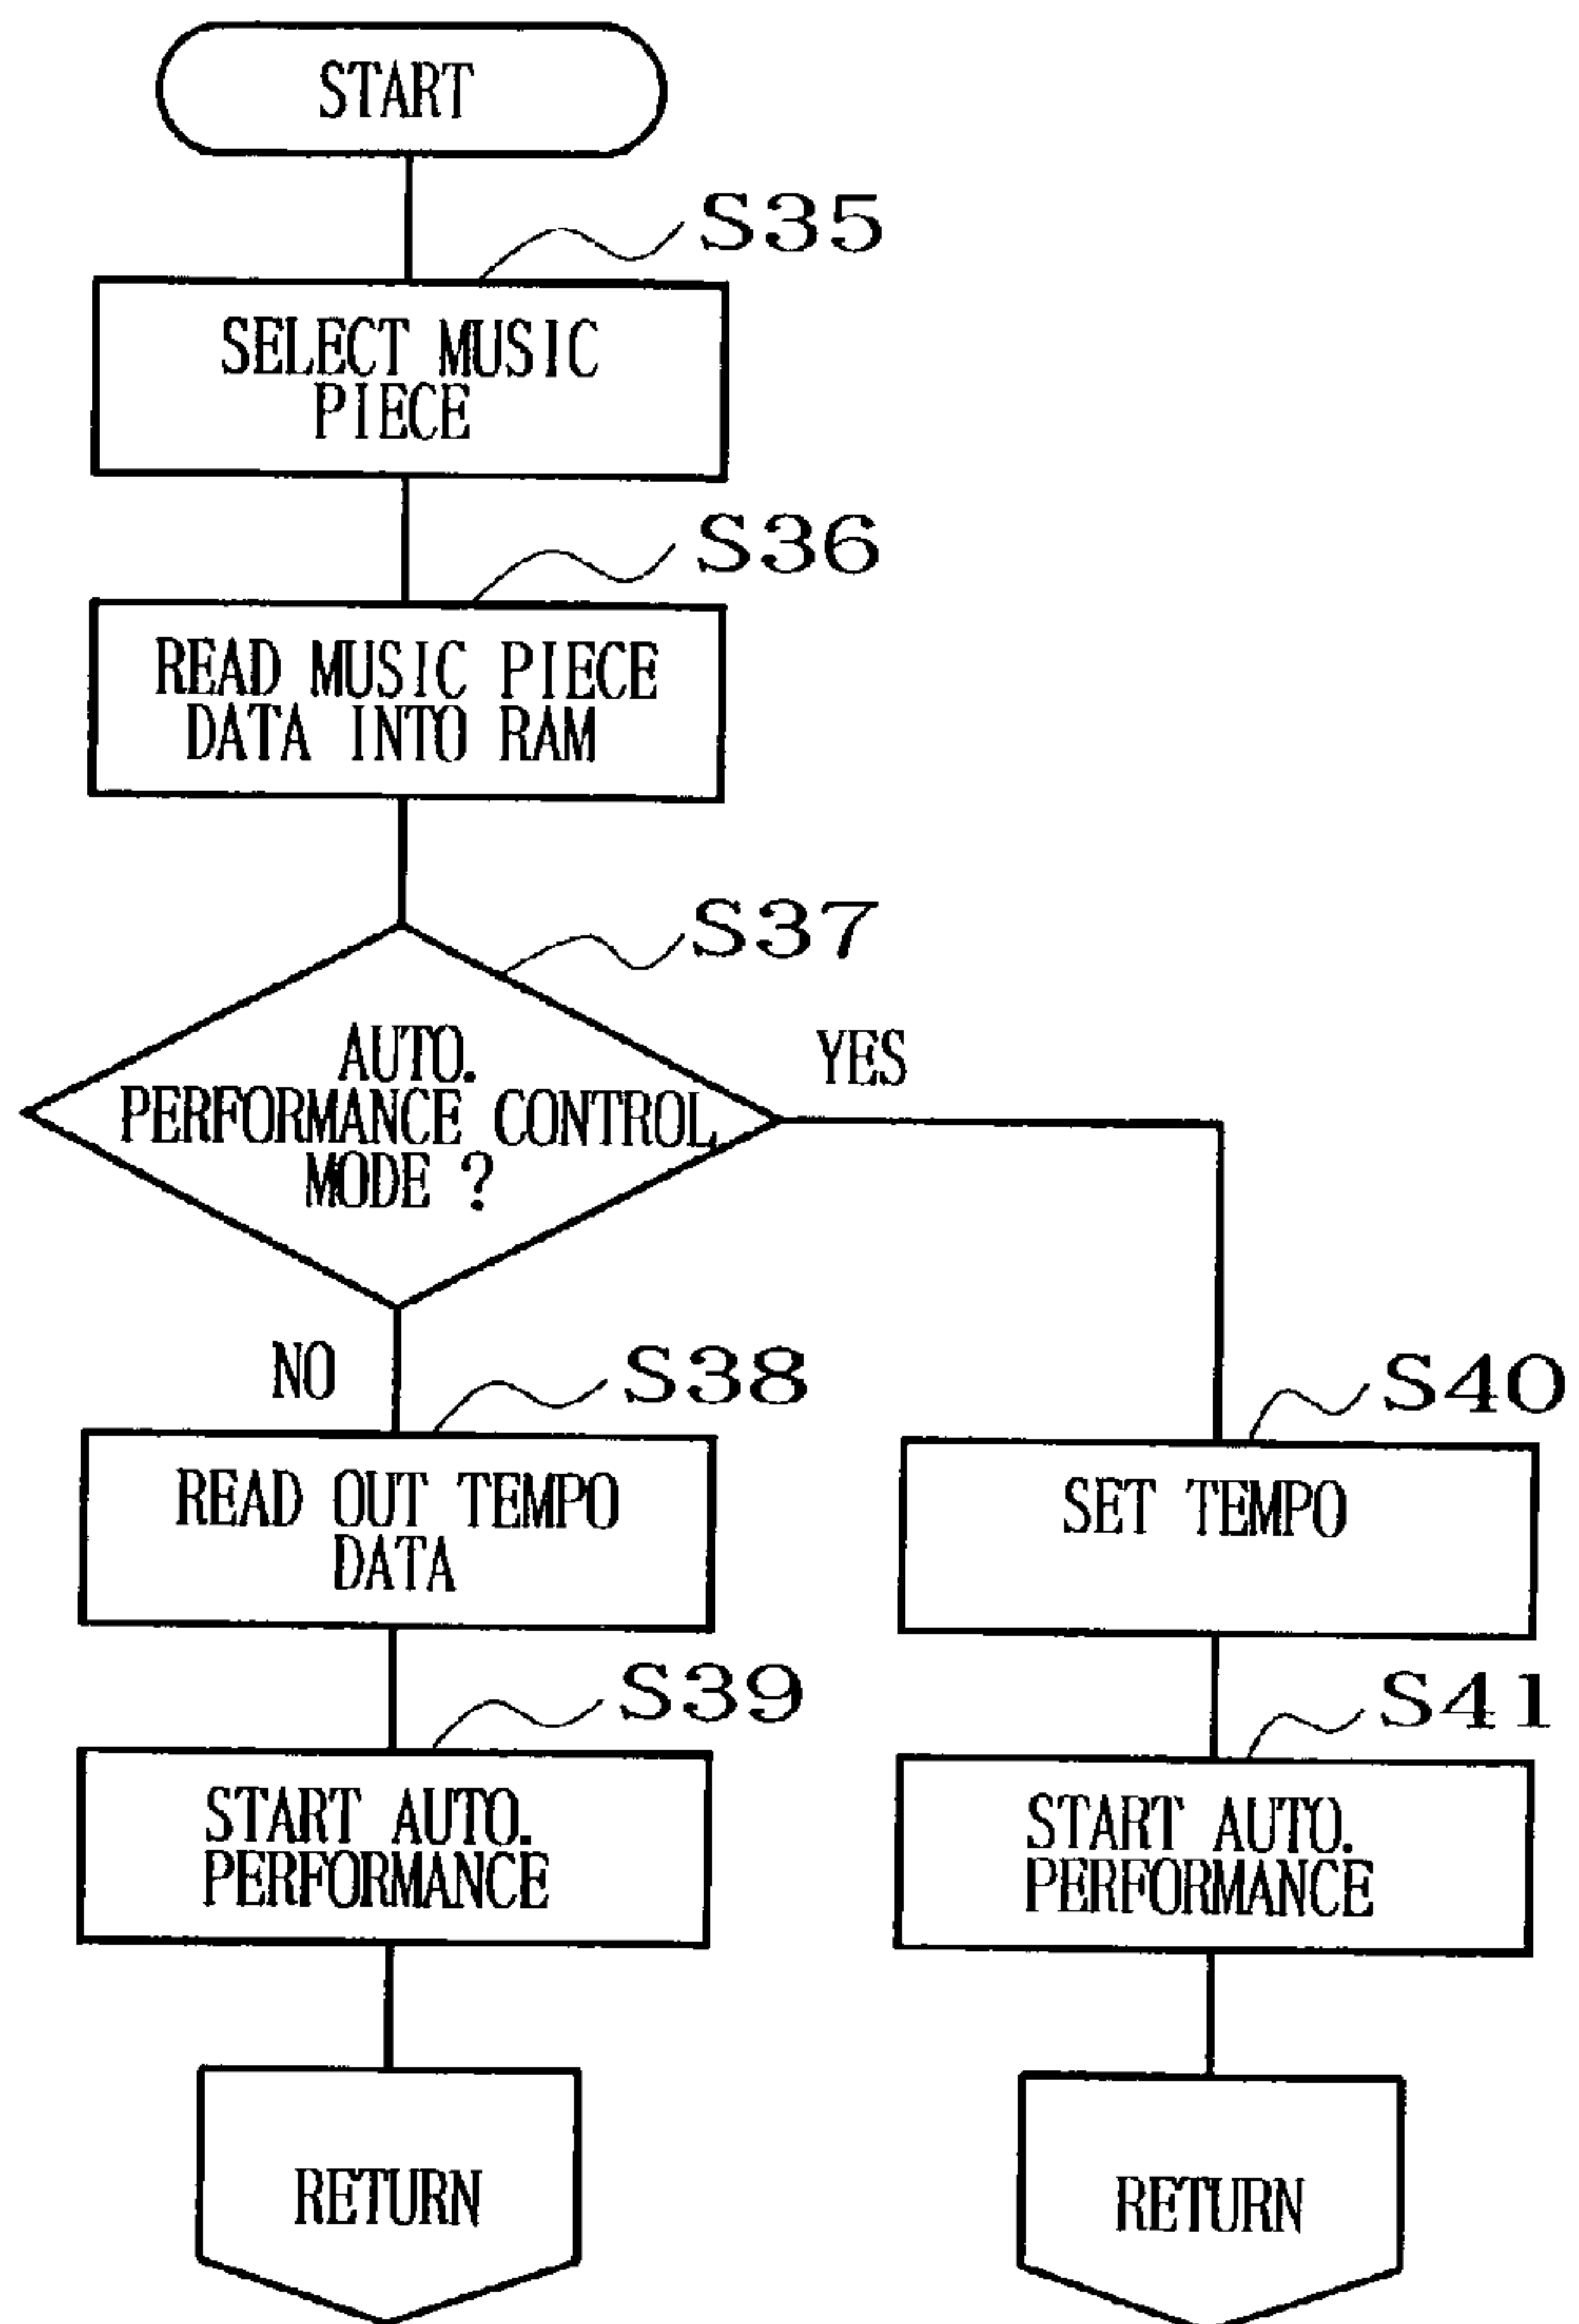 START
S35
SELECT MUSIC
PIECE
S36
READ MUSIC PIECE
DATA INTO RAM
S37
AUTO.
PERFORMANCE CONTROL
MODE ?
YES
NO
S38
READ OUT TEMPO
DATA
S39
START AUTO.
PERFORMANCE
RETURN
S40
SET TEMPO
S41
START AUTO.
PERFORMANCE
RETURN